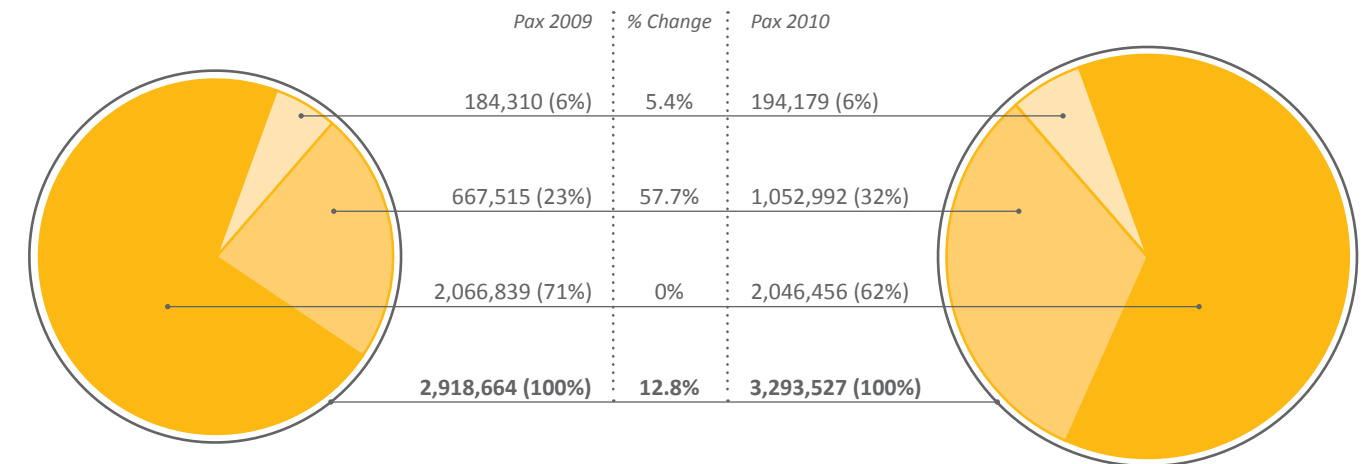 Pax 2009 % Change Pax 2010
184,310 (6%) 5.4% 194,179 (6%)
667,515 (23%) 57.7% 1,052,992 (32%)
2,066,839 (71%) 0% 2,046,456 (62%)
2,918,664 (100%) 12.8% 3,293,527 (100%)